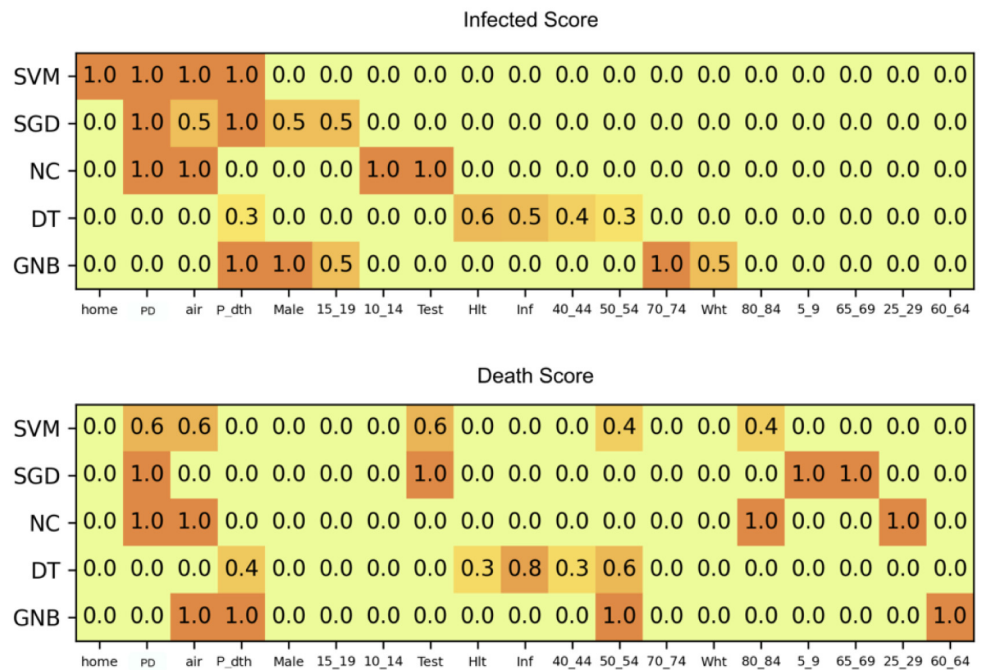 Infected Score
SVM 1.0 1.0 1.0 1.0 0.0 0.0 0.0 0.0 0.0 0.0 0.0 0.0 0.0 0.0 0.0 0.0 0.0 0.0 0.0
SGD 0.0 1.0 0.5 1.0 0.5 0.5 0.0 0.0 0.0 0.0 0.0 0.0 0.0 0.0 0.0 0.0 0.0 0.0 0.0
NC 0.0 1.0 1.0 0.0 0.0 0.0 1.0 1.0 0.0 0.0 0.0 0.0 0.0 0.0 0.0 0.0 0.0 0.0 0.0
DT 0.0 0.0 0.0 0.3 0.0 0.0 0.0 0.0 0.6 0.5 0.4 0.3 0.0 0.0 0.0 0.0 0.0 0.0 0.0
GNB 0.0 0.0 0.0 1.0 1.0 0.5 0.0 0.0 0.0 0.0 0.0 0.0 1.0 0.5 0.0 0.0 0.0 0.0 0.0
home PD air P_dth Male 15_19 10_14 Test Hlt Inf 40_44 50_54 70_74 Wht 80_84 5_9 65_69 25_29 60_64
Death Score
SVM 0.0 0.6 0.6 0.0 0.0 0.0 0.0 0.6 0.0 0.0 0.0 0.4 0.0 0.0 0.4 0.0 0.0 0.0 0.0
SGD 0.0 1.0 0.0 0.0 0.0 0.0 0.0 1.0 0.0 0.0 0.0 0.0 0.0 0.0 0.0 1.0 1.0 0.0 0.0
NC 0.0 1.0 1.0 0.0 0.0 0.0 0.0 0.0 0.0 0.0 0.0 0.0 0.0 0.0 1.0 0.0 0.0 1.0 0.0
DT 0.0 0.0 0.0 0.4 0.0 0.0 0.0 0.0 0.3 0.8 0.3 0.6 0.0 0.0 0.0 0.0 0.0 0.0 0.0
GNB 0.0 0.0 1.0 1.0 0.0 0.0 0.0 0.0 0.0 0.0 0.0 1.0 0.0 0.0 0.0 0.0 0.0 0.0 1.0
home PD air P_dth Male 15_19 10_14 Test Hlt Inf 40_44 50_54 70_74 Wht 80_84 5_9 65_69 25_29 60_64